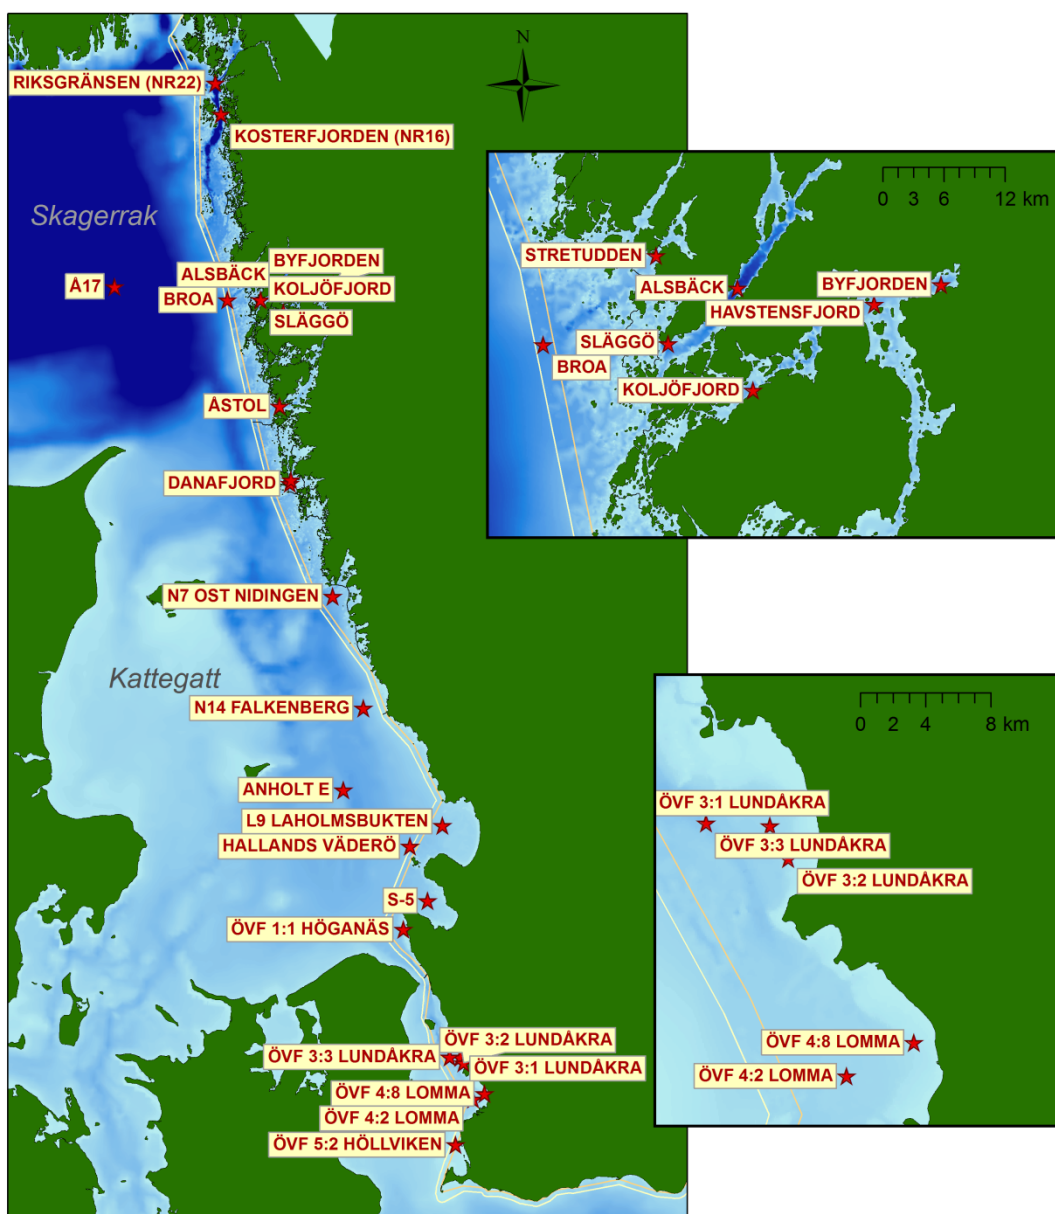 N
RIKSGRÄNSEN (NR22)
KOSTERFJORDEN (NR16)
Skagerrak
Å17
ALSBÄCK
BROA
BYFJORDEN
KOLJÖFJORD
SLÄGGÖ
ÅSTOL
DANAFJORD
N7 OST NIDINGEN
Kattegatt
N14 FALKENBERG
ANHOLT E
L9 LAHOLMSBUKTEN
HALLANDS VÄDERÖ
S-5
ÖVF 1:1 HÖGANÄS
ÖVF 3:2 LUNDÅKRA
ÖVF 3:3 LUNDÅKRA
ÖVF 3:1 LUNDÅKRA
ÖVF 4:8 LOMMA
ÖVF 4:2 LOMMA
ÖVF 5:2 HÖLLVIKEN
0 3 6 12 km
STRETUDDEN
ALSBÄCK
BYFJORDEN
HAVSTENSFJORD
SLÄGGÖ
BROA
KOLJÖFJORD
0 2 4 8 km
ÖVF 3:1 LUNDÅKRA
ÖVF 3:3 LUNDÅKRA
ÖVF 3:2 LUNDÅKRA
ÖVF 4:8 LOMMA
ÖVF 4:2 LOMMA